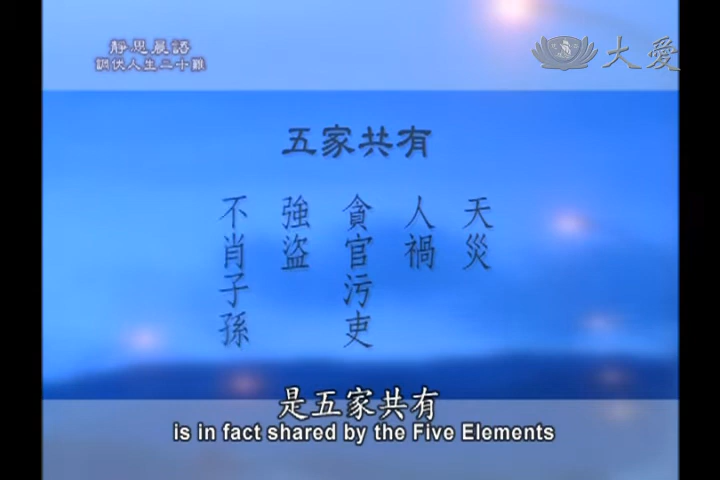 靜思晨語
調伏人生二十難
大愛
五家共有
天災
人禍
貪官污吏
強盜
不肖子孫
是五家共有
is in fact shared by the Five Elements